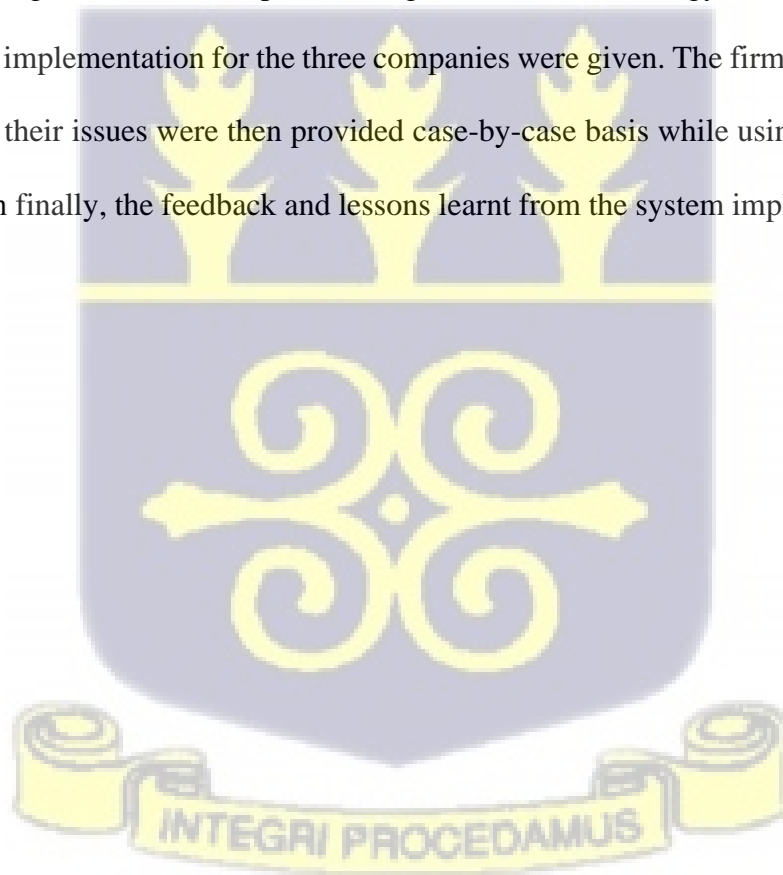 implementation for the three companies were given. The firm
their issues were then provided case-by-case basis while usin
finally, the feedback and lessons learnt from the system imp
INTEGRI PROCEDAMUS